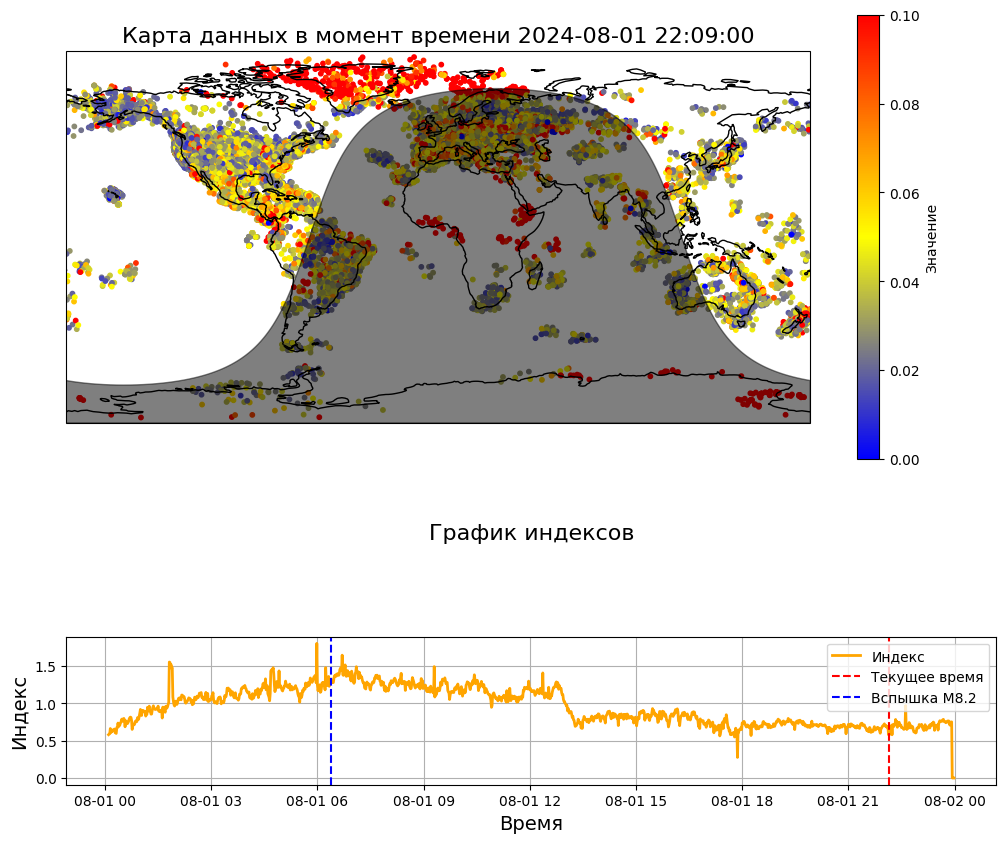 Карта данных в момент времени 2024-08-01 22:09:00
0.10
0.08
0.06
0.04
0.02
0.00
Значение
График индексов
Индекс
1.5
1.0
0.5
0.0
Индекс
Текущее время
Вспышка M8.2
08-01 00
08-01 03
08-01 06
08-01 09
08-01 12
08-01 15
08-01 18
08-01 21
08-02 00
Время